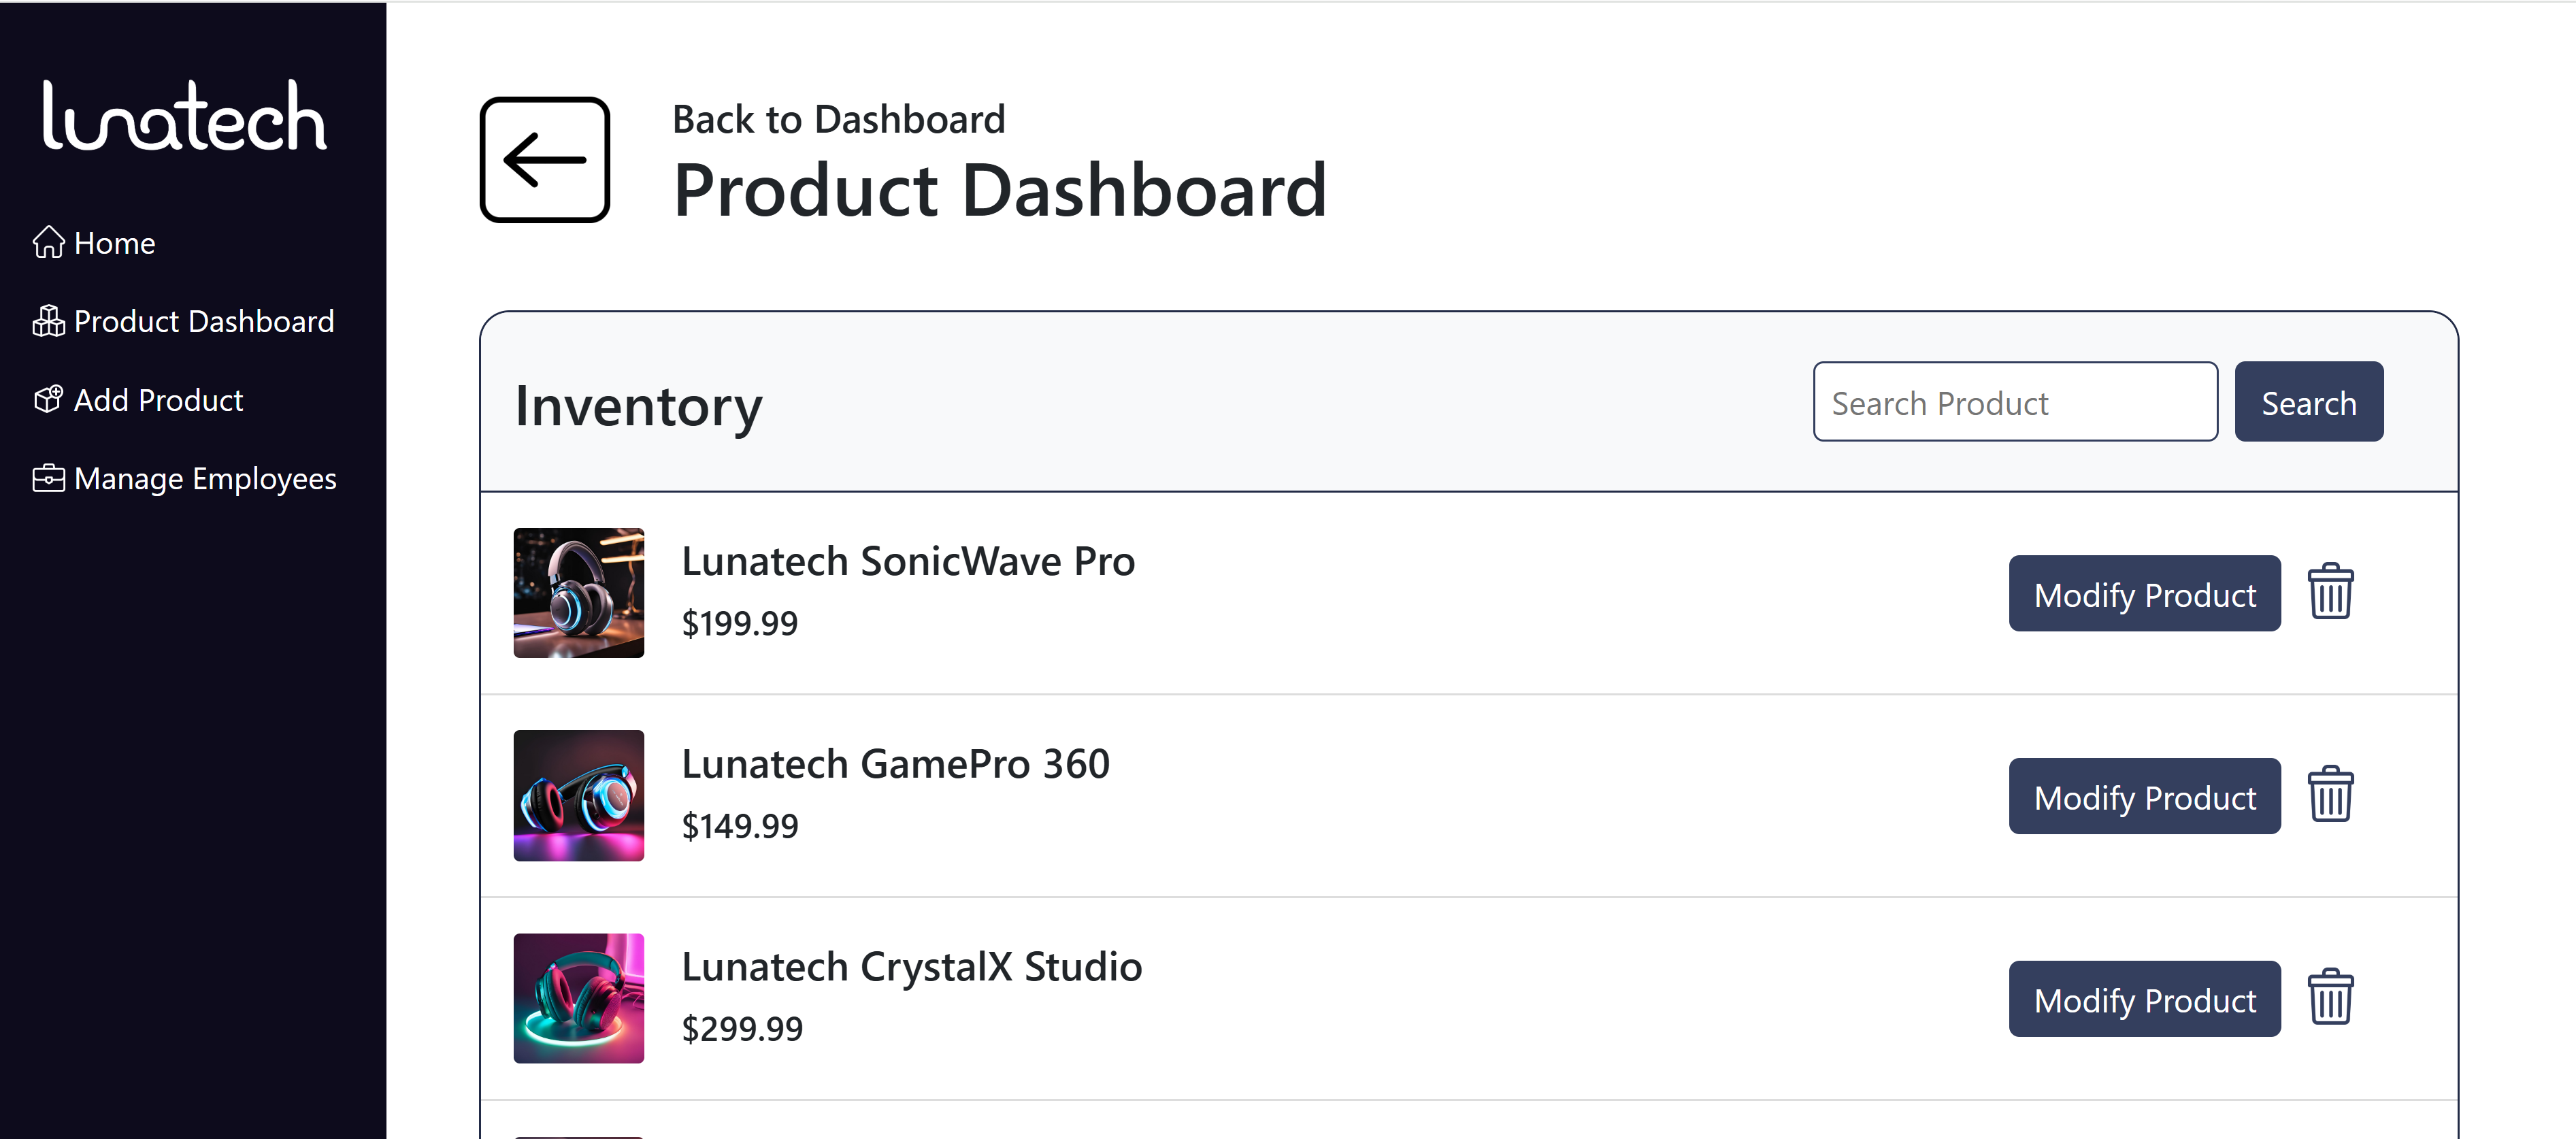 lunatech
Home
Product Dashboard
Add Product
Manage Employees
Back to Dashboard
Product Dashboard
Inventory
Search Product
Search
Lunatech SonicWave Pro
$199.99
Modify Product
Lunatech GamePro 360
$149.99
Modify Product
Lunatech CrystalX Studio
$299.99
Modify Product